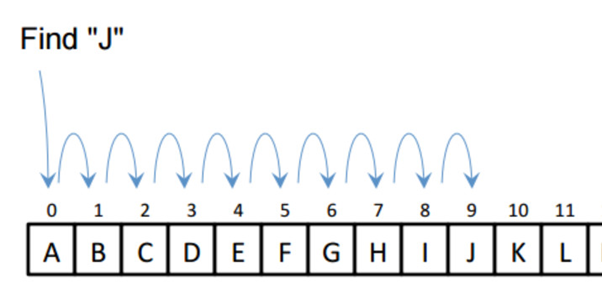 Find "J"
0 1 2 3 4 5 6 7 8 9 10 11
A B C D E F G H I J K L